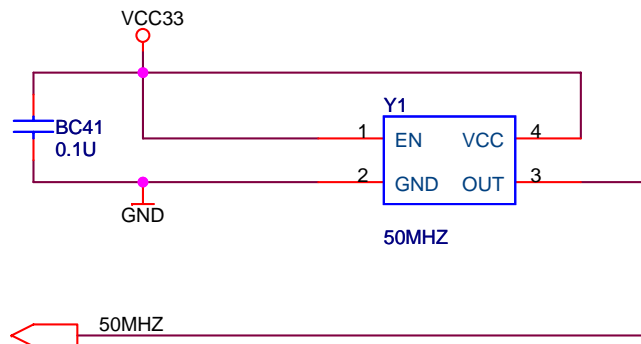 VCC33
Y1
BC41
0.1U
1 EN VCC 4
2 GND OUT 3
GND
50MHZ
50MHZ